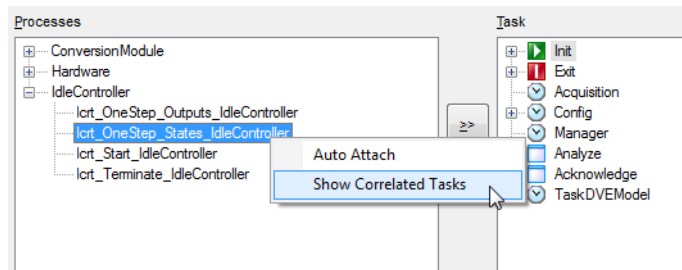 Processes
ConversionModule
Hardware
IdleController
lcrt_OneStep_Outputs_IdleController
lcrt_OneStep_States_IdleController
lcrt_Start_IdleController
lcrt_Terminate_IdleController
>>
Auto Attach
Show Correlated Tasks
Task
Init
Exit
Acquisition
Config
Manager
Analyze
Acknowledge
TaskDVEModel